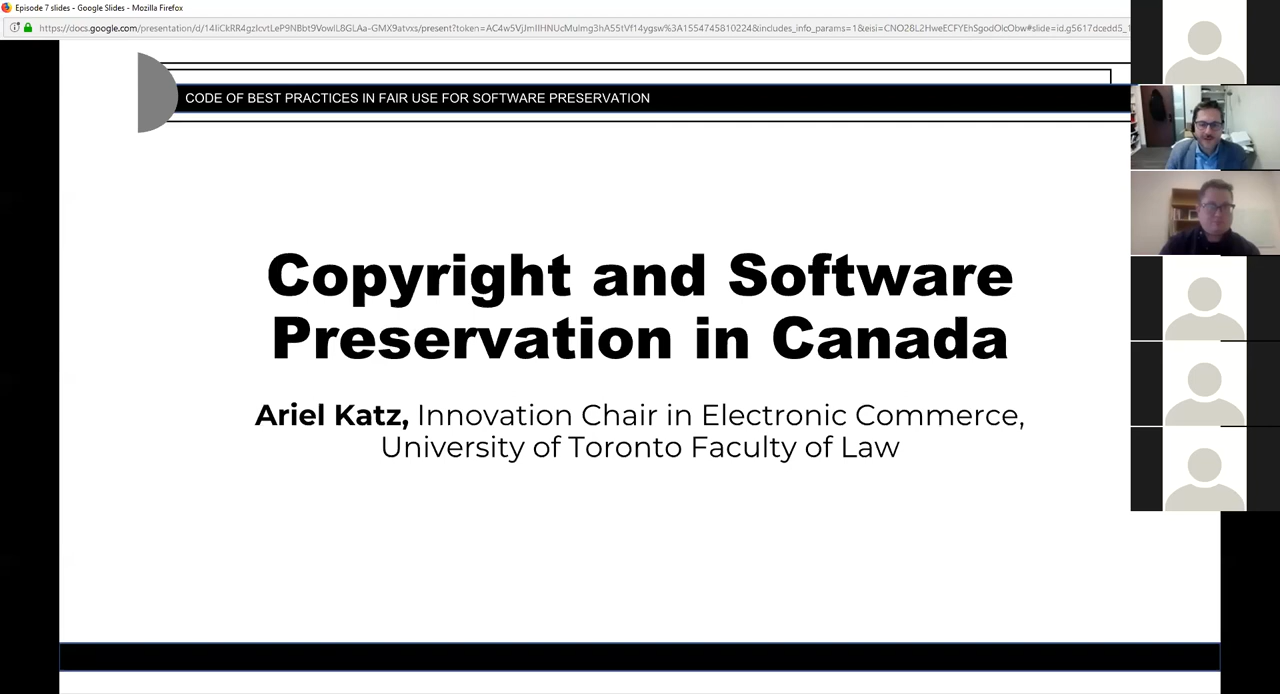 Episode 7 slides - Google Slides - Mozilla Firefox
CODE OF BEST PRACTICES IN FAIR USE FOR SOFTWARE PRESERVATION
Copyright and Software
Preservation in Canada
Ariel Katz, Innovation Chair in Electronic Commerce,
University of Toronto Faculty of Law